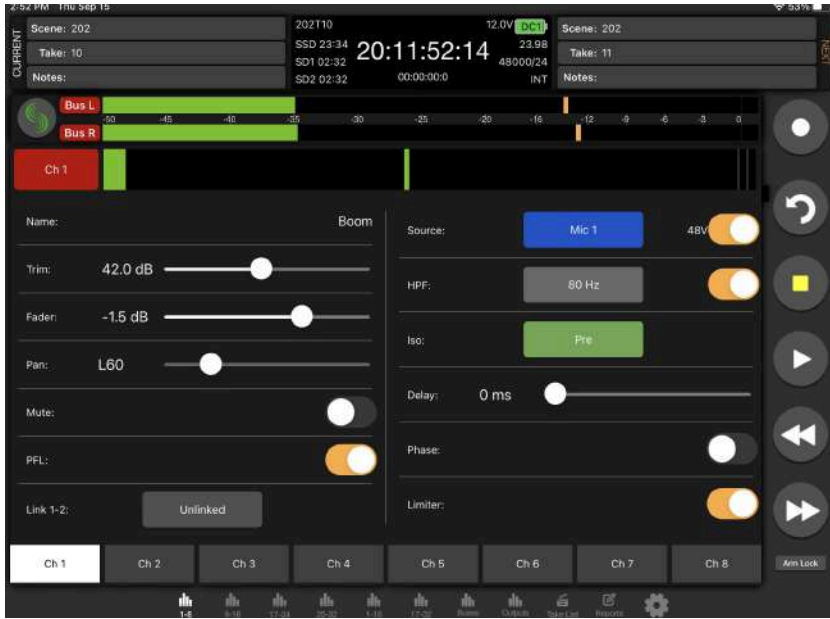 2:52 PM Thu Sep 15
53%
CURRENT
Scene: 202
Take: 10
Notes:
202T10
12.0V DC1
SSD 23:34
20:11:52:14
23.98
SD1 02:32
48000/24
SD2 02:32
00:00:00:0
INT
Scene: 202
Take: 11
Notes:
NEXT
Bus L
-50 -45 -40 -35 -30 -25 -20 -16 -12 -9 -6 -3 0
Bus R
Ch 1
Name: Boom
Trim: 42.0 dB
Fader: -1.5 dB
Pan: L60
Mute:
PFL:
Link 1-2: Unlinked
Source: Mic 1 48V
HPF: 80 Hz
Iso: Pre
Delay: 0 ms
Phase:
Limiter:
Ch 1 Ch 2 Ch 3 Ch 4 Ch 5 Ch 6 Ch 7 Ch 8
Arm Lock
1-8 9-16 17-24 25-32 1-16 17-32 Buses Outputs Take List Reports